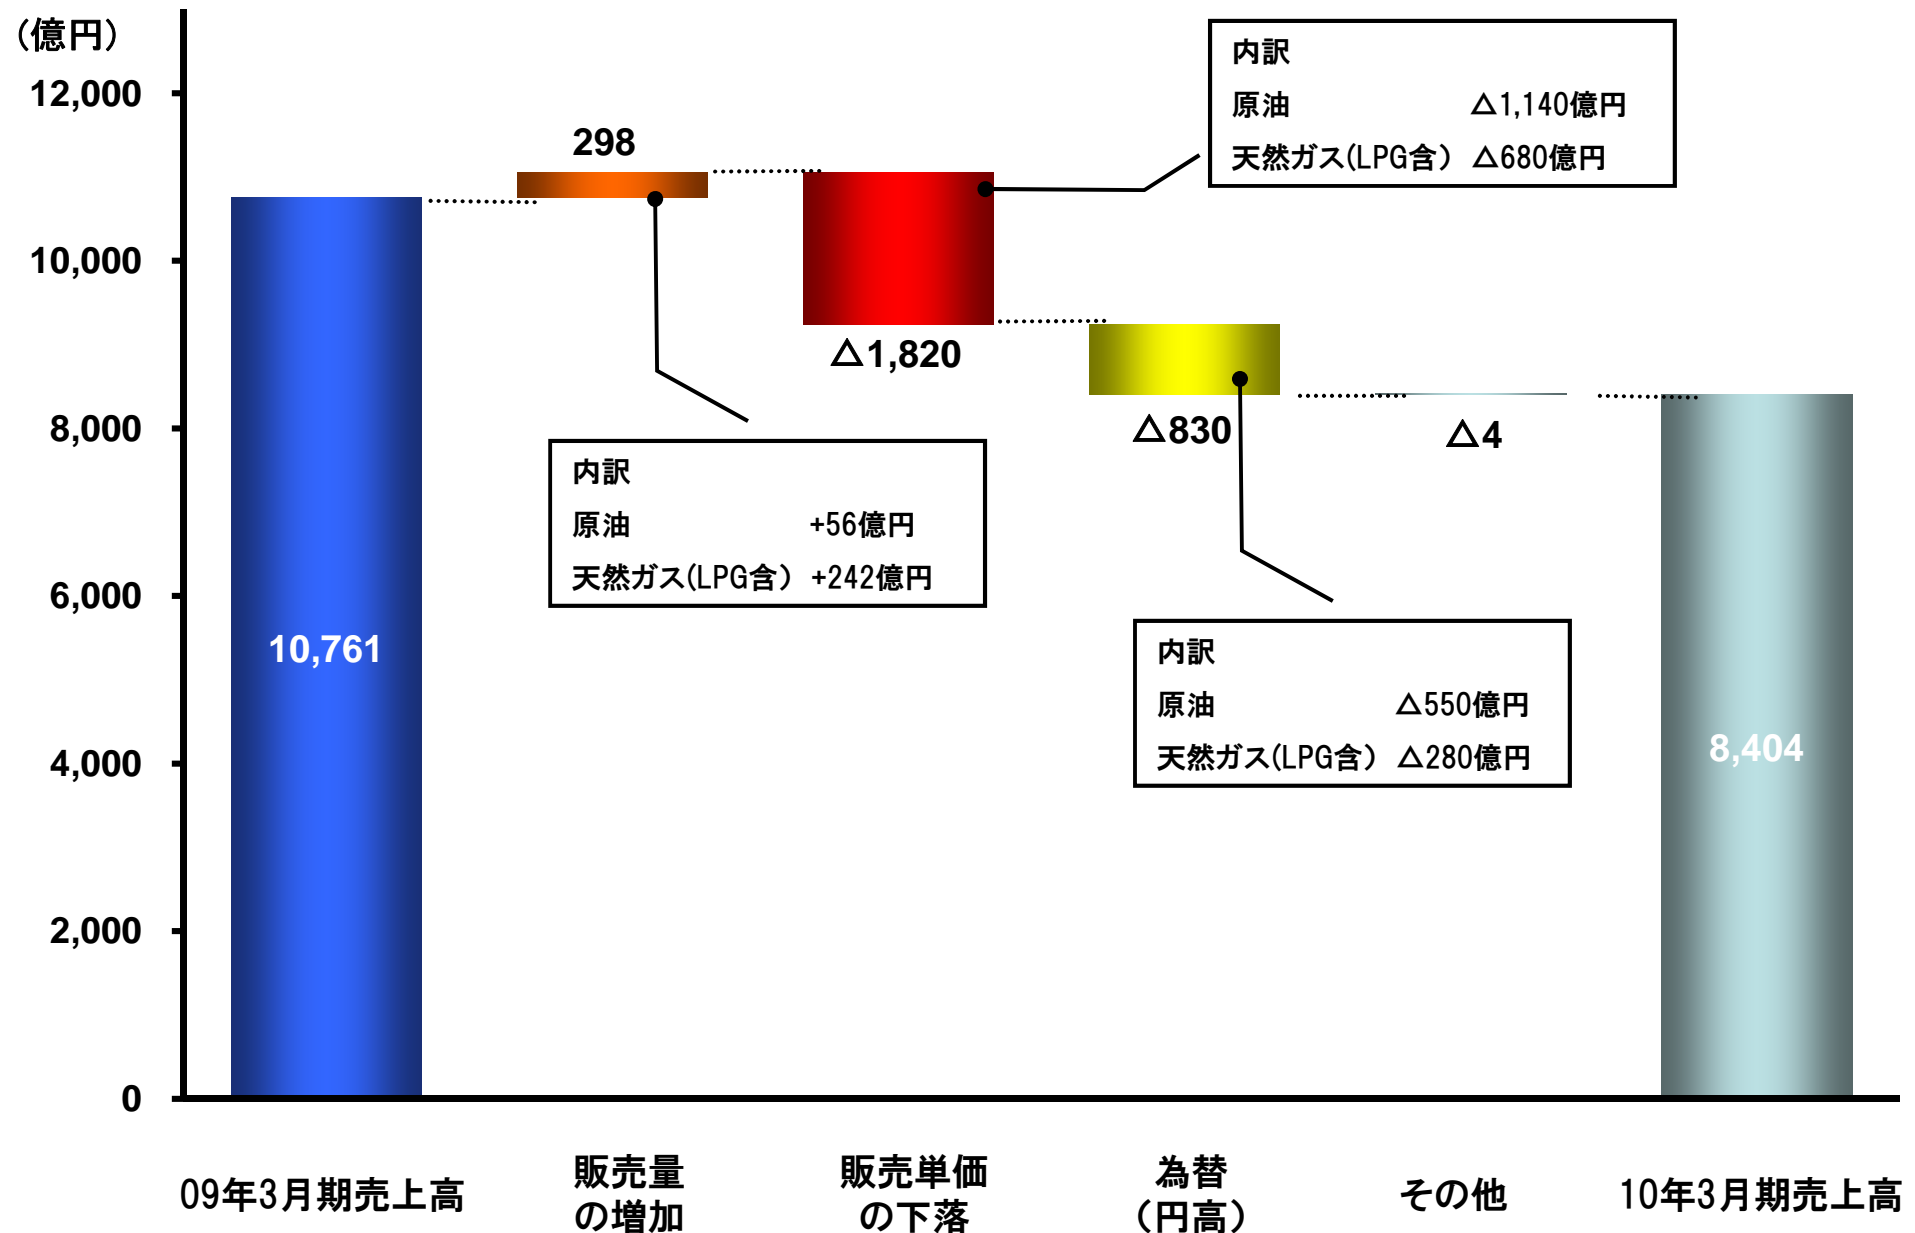 （億円）
12,000
10,000
8,000
6,000
4,000
2,000
0
10,761
298
内訳
原油 +56億円
天然ガス(LPG含） +242億円
△1,820
内訳
原油 △1,140億円
天然ガス(LPG含） △680億円
△830
内訳
原油 △550億円
天然ガス(LPG含） △280億円
△4
8,404
09年3月期売上高
販売量
の増加
販売単価
の下落
為替
（円高）
その他
10年3月期売上高